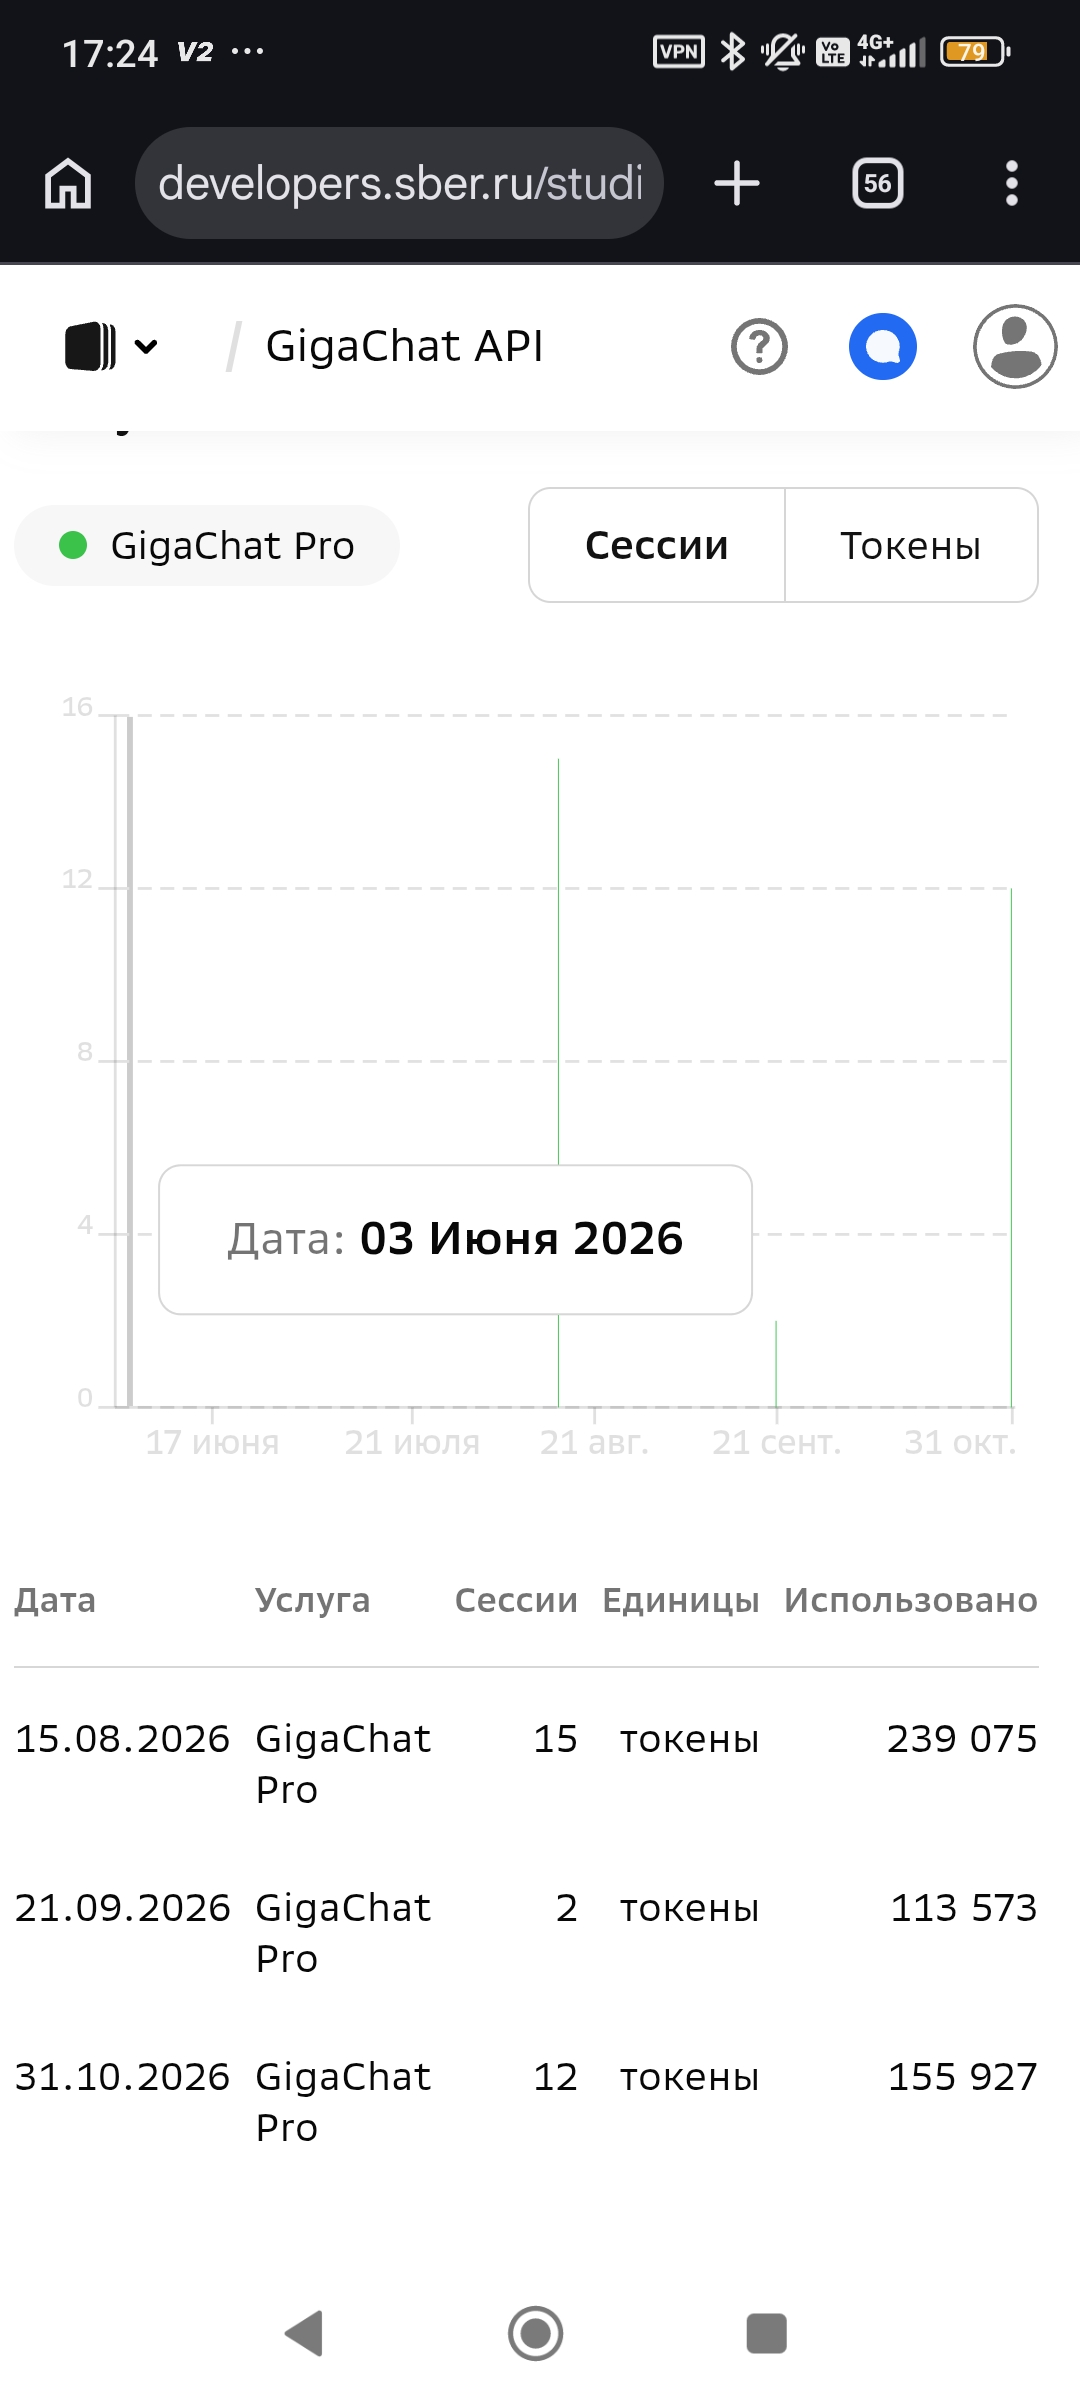 17:24 V2 ...
VPN Vo LTE 4G+ 79
developers.sber.ru/studi
56
/ GigaChat API
GigaChat Pro
Сессии Токены
16
12
8
4
0
Дата: 03 Июня 2026
17 июня 21 июля 21 авг. 21 сент. 31 окт.
Дата Услуга Сессии Единицы Использовано
15.08.2026 GigaChat Pro 15 токены 239 075
21.09.2026 GigaChat Pro 2 токены 113 573
31.10.2026 GigaChat Pro 12 токены 155 927